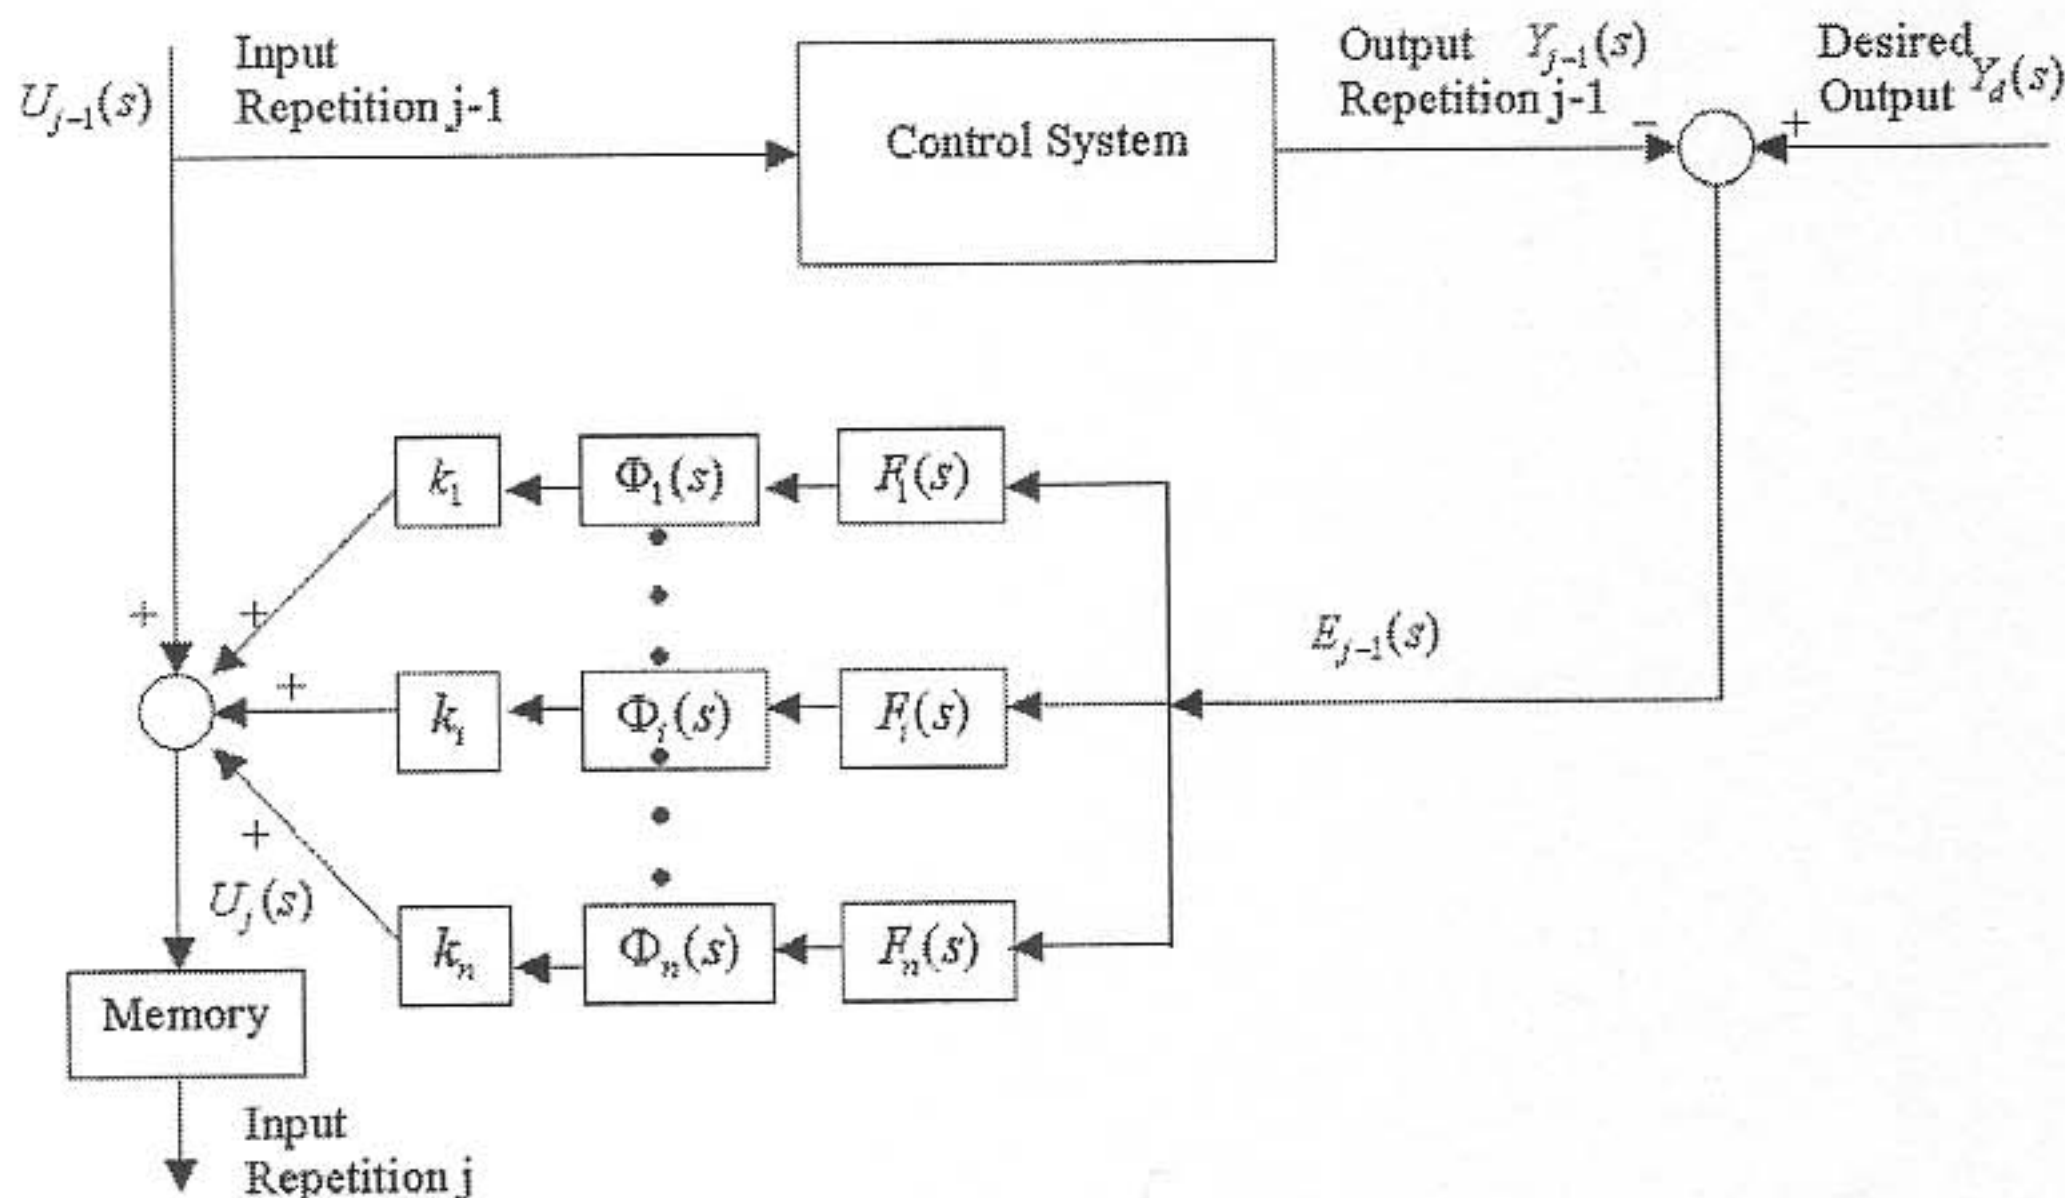 Input
Repetition j-1
U_{j-1}(s)
Control System
Output Y_{j-1}(s)
Repetition j-1
Desired
Output Y_d(s)
−
+
k_1
Φ_1(s)
F_1(s)
+
+
E_{j-1}(s)
+
k_i
Φ_i(s)
F_i(s)
+
U_j(s)
k_n
Φ_n(s)
F_n(s)
Memory
Input
Repetition j